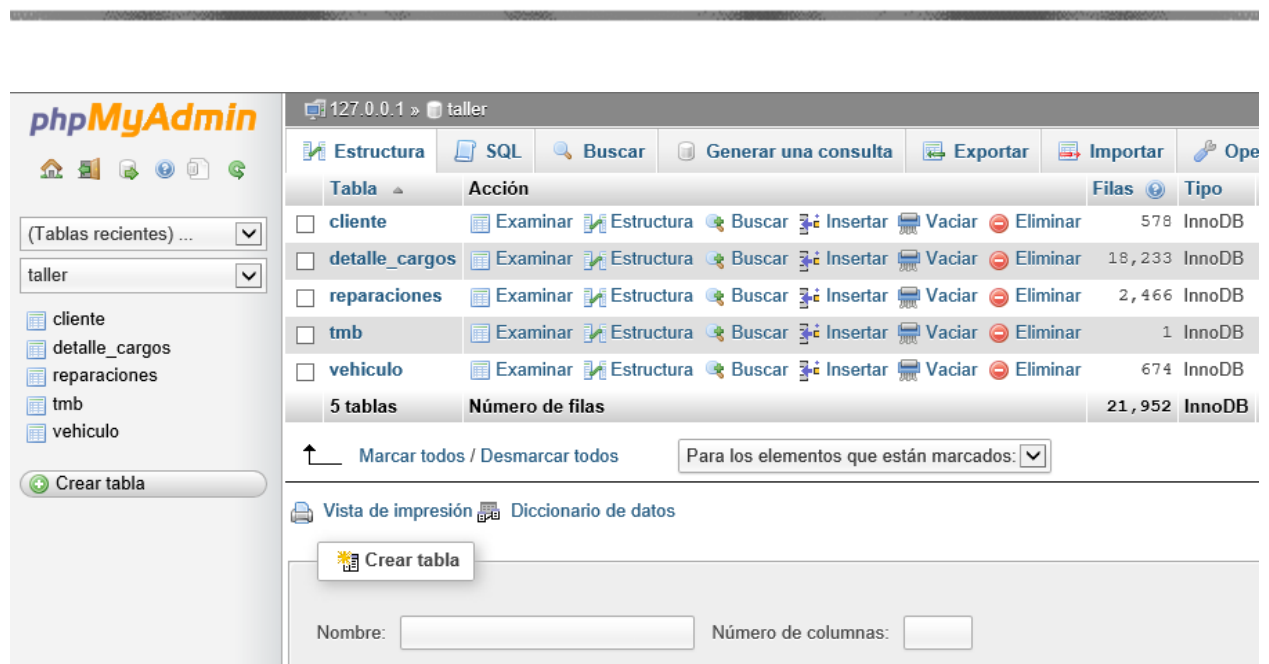 phpMyAdmin
(Tablas recientes) ...
taller
cliente
detalle_cargos
reparaciones
tmb
vehiculo
Crear tabla
127.0.0.1 » taller
Estructura SQL Buscar Generar una consulta Exportar Importar Ope
Tabla Acción Filas Tipo
cliente Examinar Estructura Buscar Insertar Vaciar Eliminar 578 InnoDB
detalle_cargos Examinar Estructura Buscar Insertar Vaciar Eliminar 18,233 InnoDB
reparaciones Examinar Estructura Buscar Insertar Vaciar Eliminar 2,466 InnoDB
tmb Examinar Estructura Buscar Insertar Vaciar Eliminar 1 InnoDB
vehiculo Examinar Estructura Buscar Insertar Vaciar Eliminar 674 InnoDB
5 tablas Número de filas 21,952 InnoDB
Marcar todos / Desmarcar todos Para los elementos que están marcados:
Vista de impresión Diccionario de datos
Crear tabla
Nombre: Número de columnas: